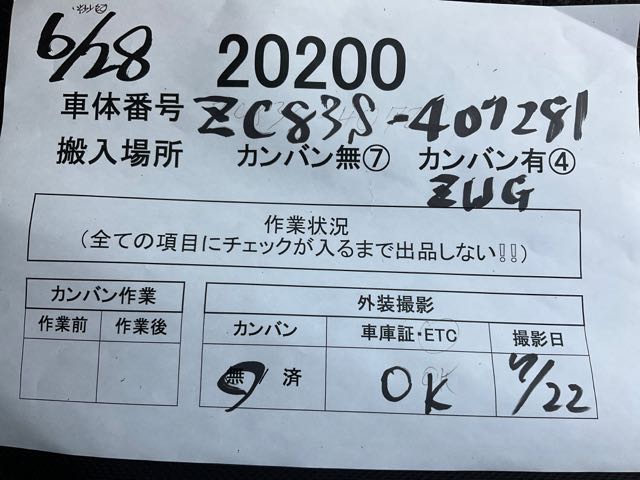 6/28
20200
車体番号 ZC83S-407281
搬入場所 カンバン無⑦ カンバン有④
ZWG
作業状況
(全ての項目にチェックが入るまで出品しない!!)
カンバン作業
作業前 作業後
外装撮影
カンバン 車庫証・ETC 撮影日
無 / 済 OK 7/22